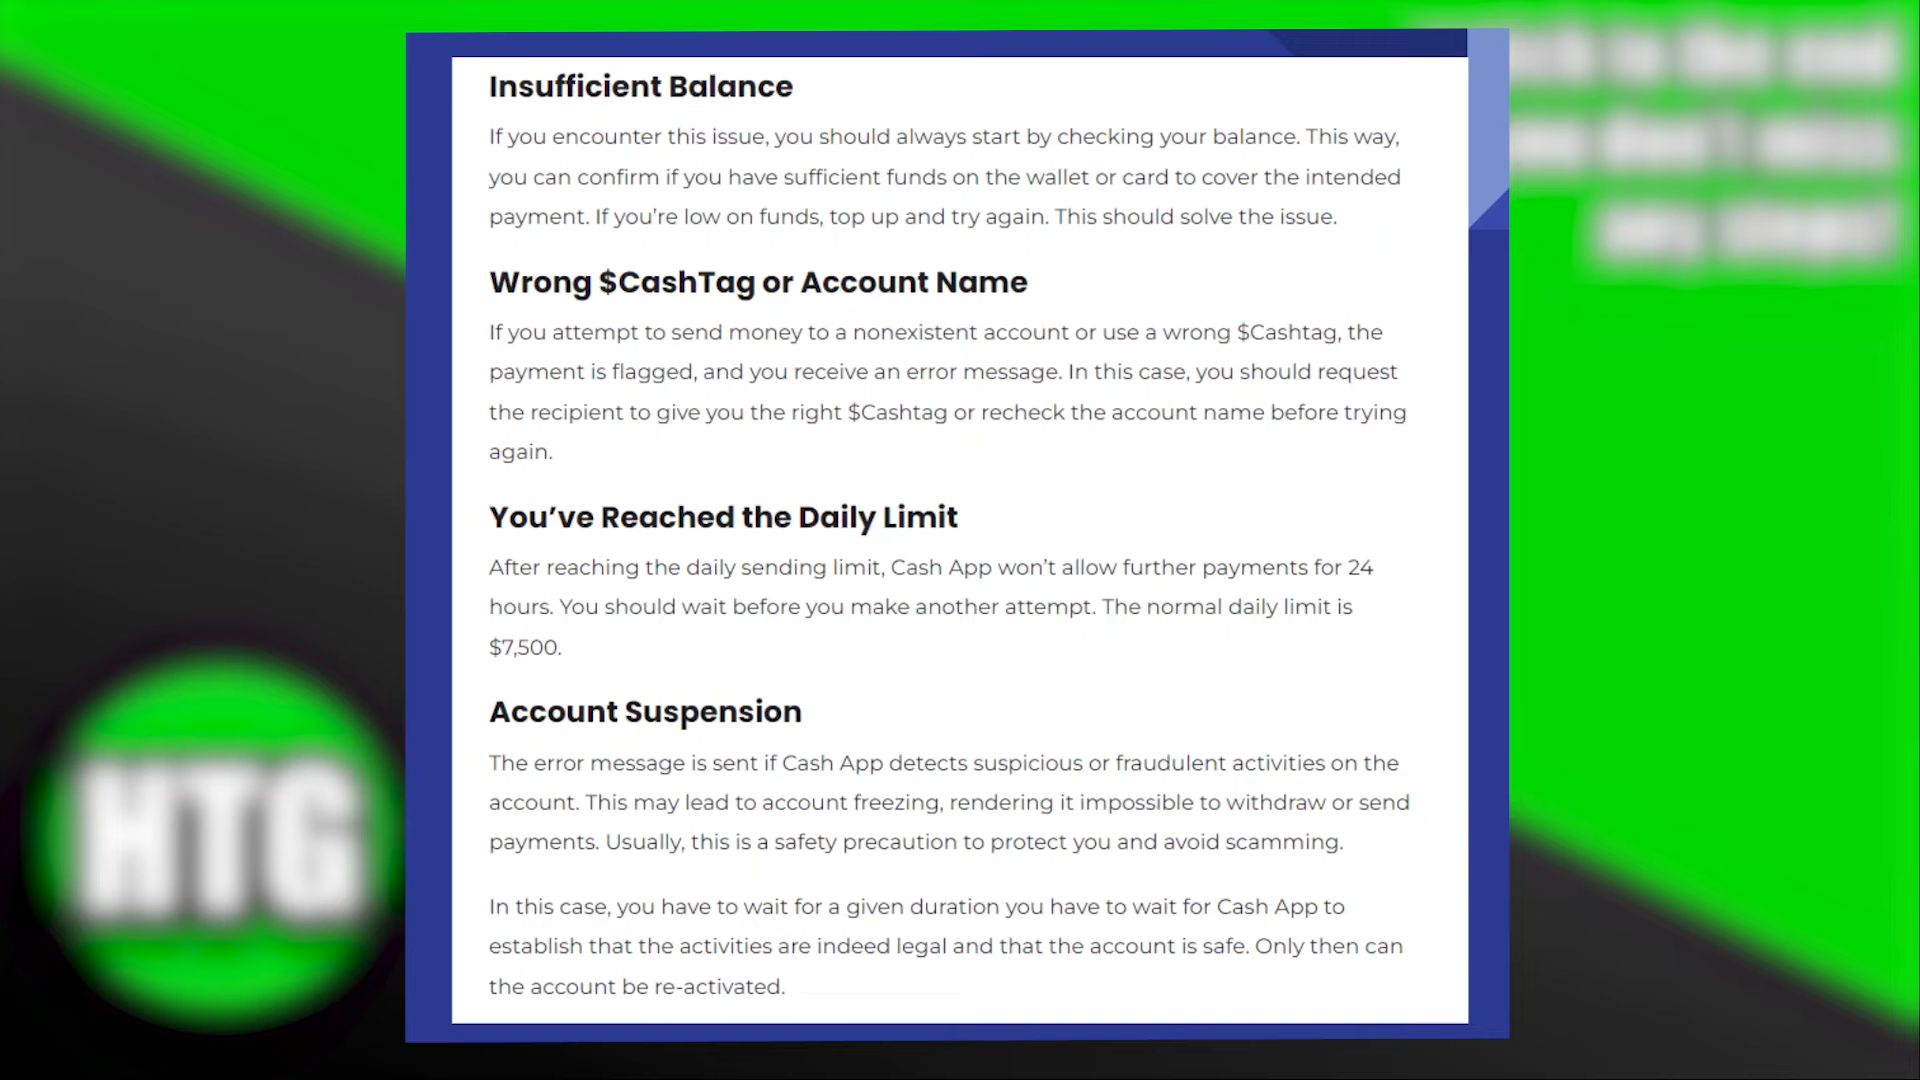 Insufficient Balance
If you encounter this issue, you should always start by checking your balance. This way,
you can confirm if you have sufficient funds on the wallet or card to cover the intended
payment. If you’re low on funds, top up and try again. This should solve the issue.
Wrong $CashTag or Account Name
If you attempt to send money to a nonexistent account or use a wrong $Cashtag, the
payment is flagged, and you receive an error message. In this case, you should request
the recipient to give you the right $Cashtag or recheck the account name before trying
again.
You’ve Reached the Daily Limit
After reaching the daily sending limit, Cash App won’t allow further payments for 24
hours. You should wait before you make another attempt. The normal daily limit is
$7,500.
Account Suspension
The error message is sent if Cash App detects suspicious or fraudulent activities on the
account. This may lead to account freezing, rendering it impossible to withdraw or send
payments. Usually, this is a safety precaution to protect you and avoid scamming.
In this case, you have to wait for a given duration you have to wait for Cash App to
establish that the activities are indeed legal and that the account is safe. Only then can
the account be re-activated.
HTG